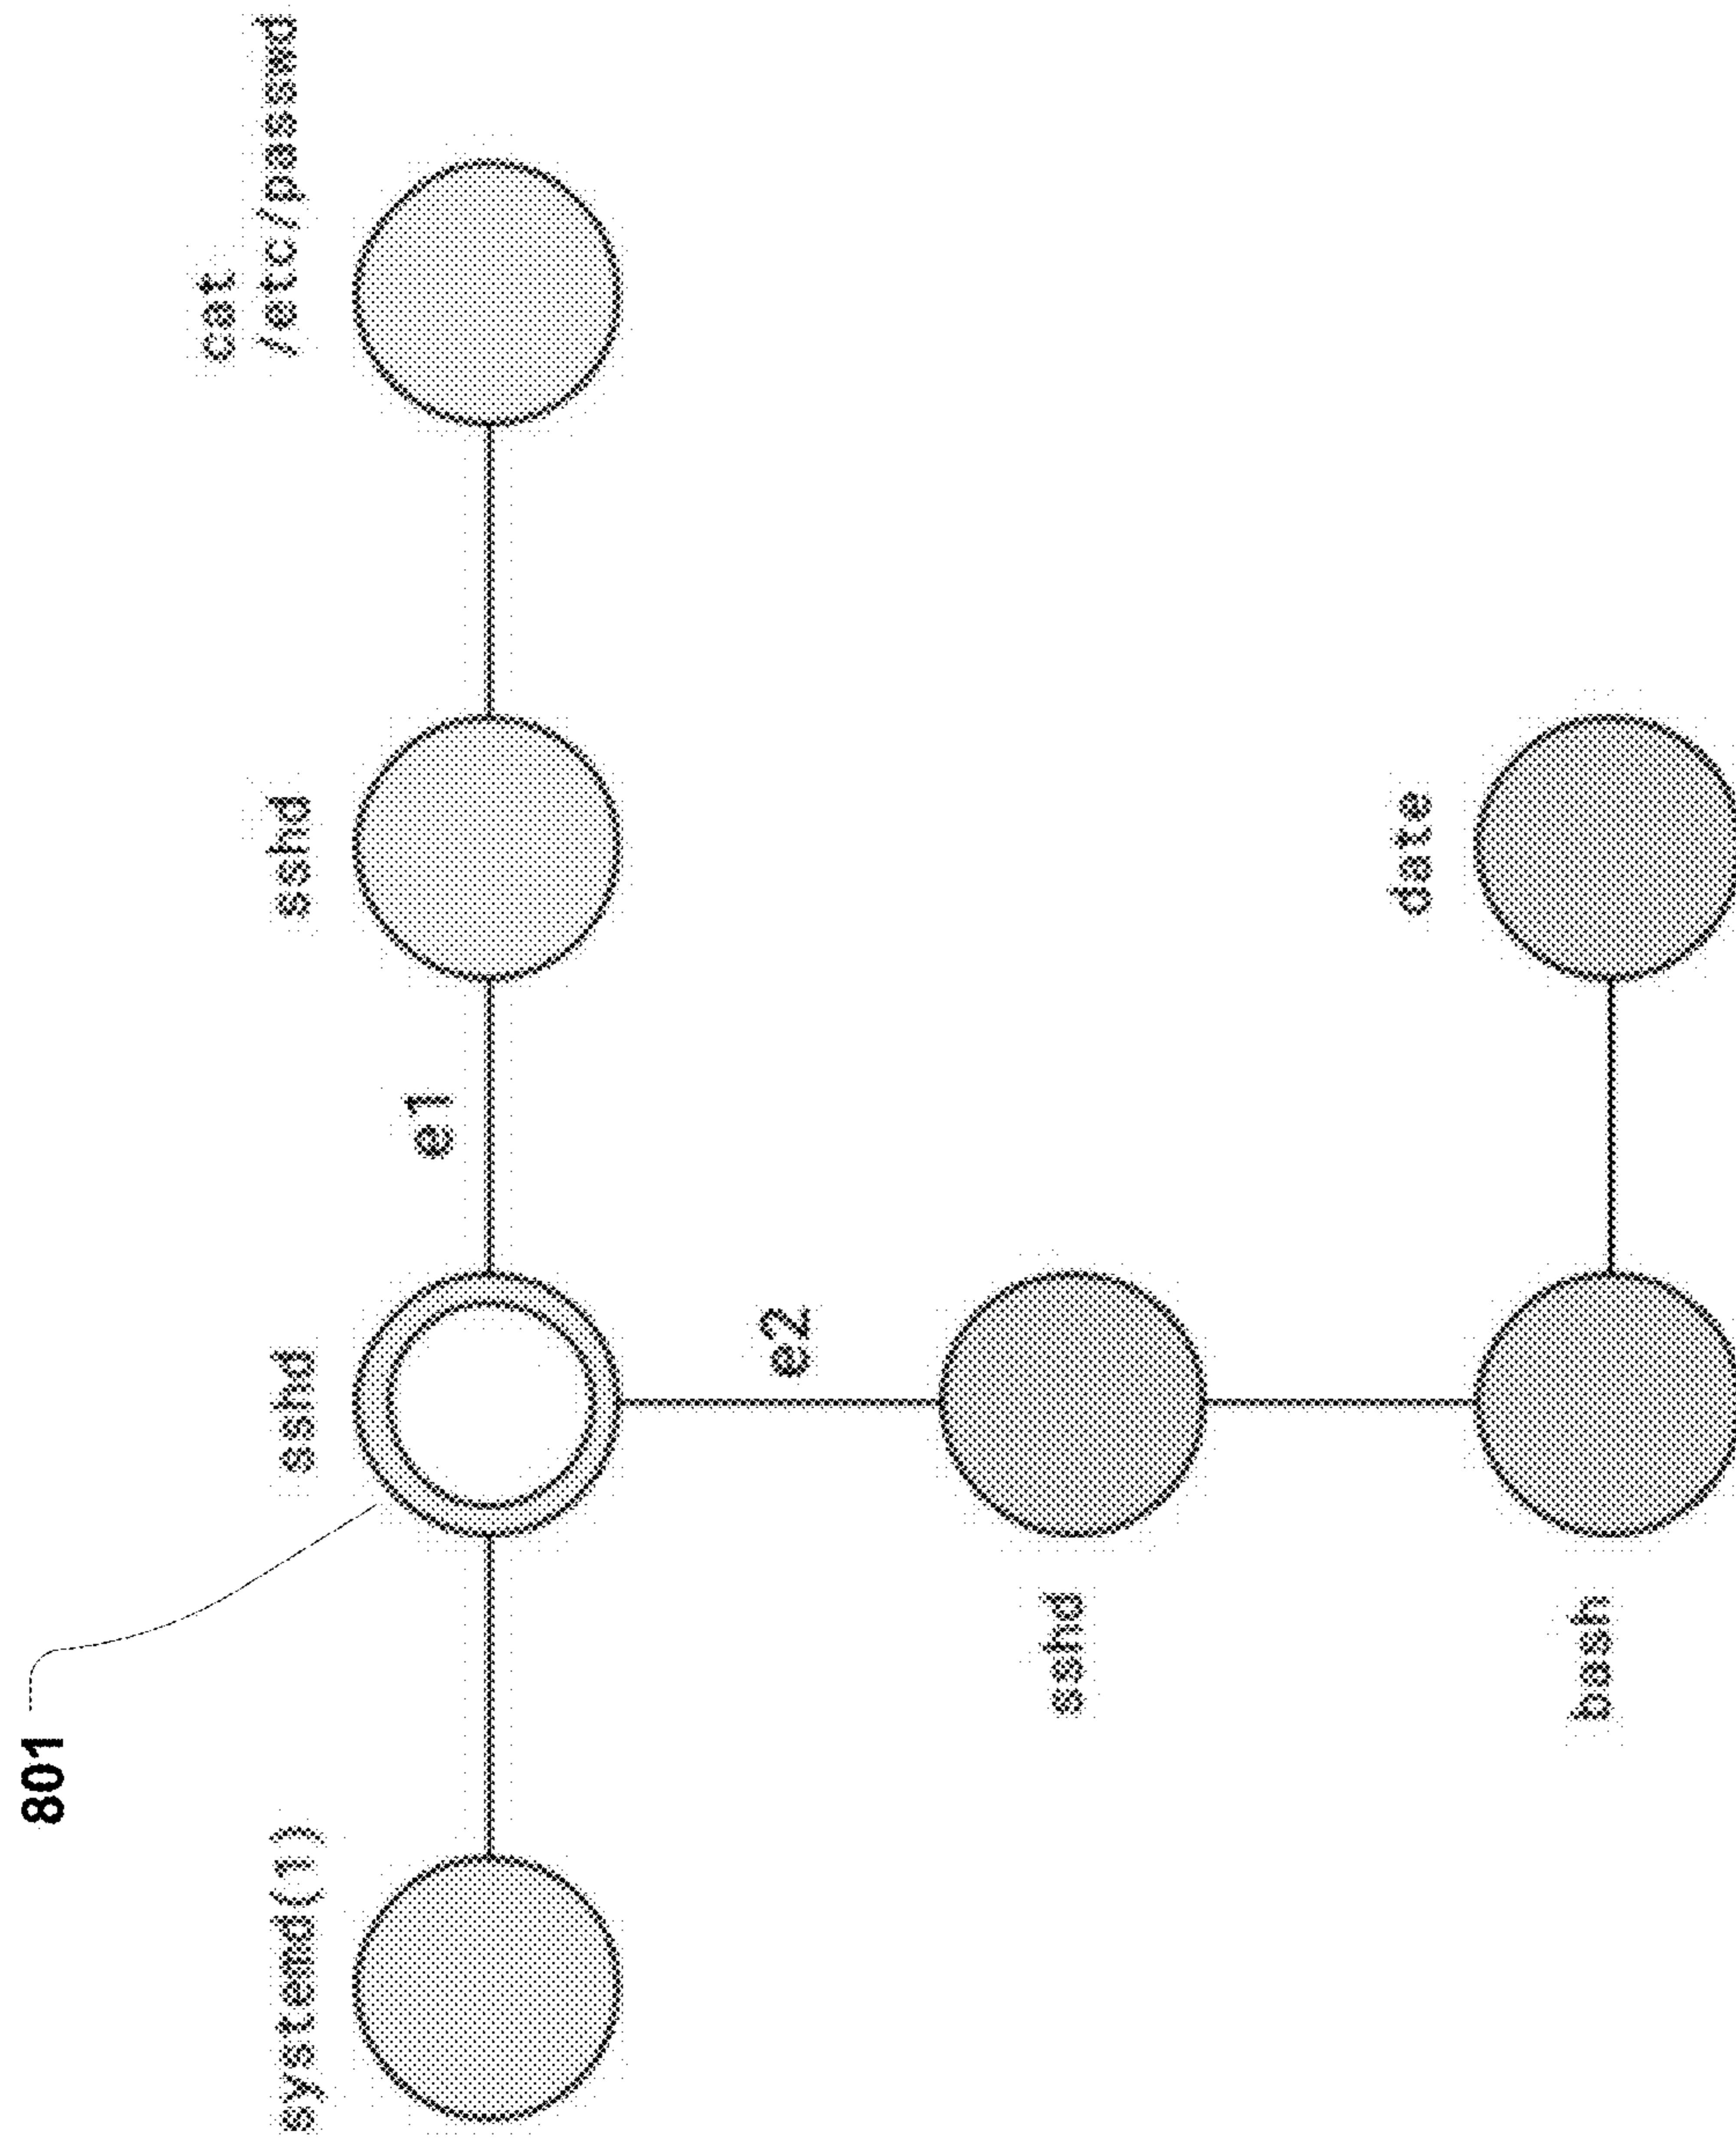 801
cat
/etc/passwd
systemd(1)
sshd
sshd
e1
e2
sshd
date
bash